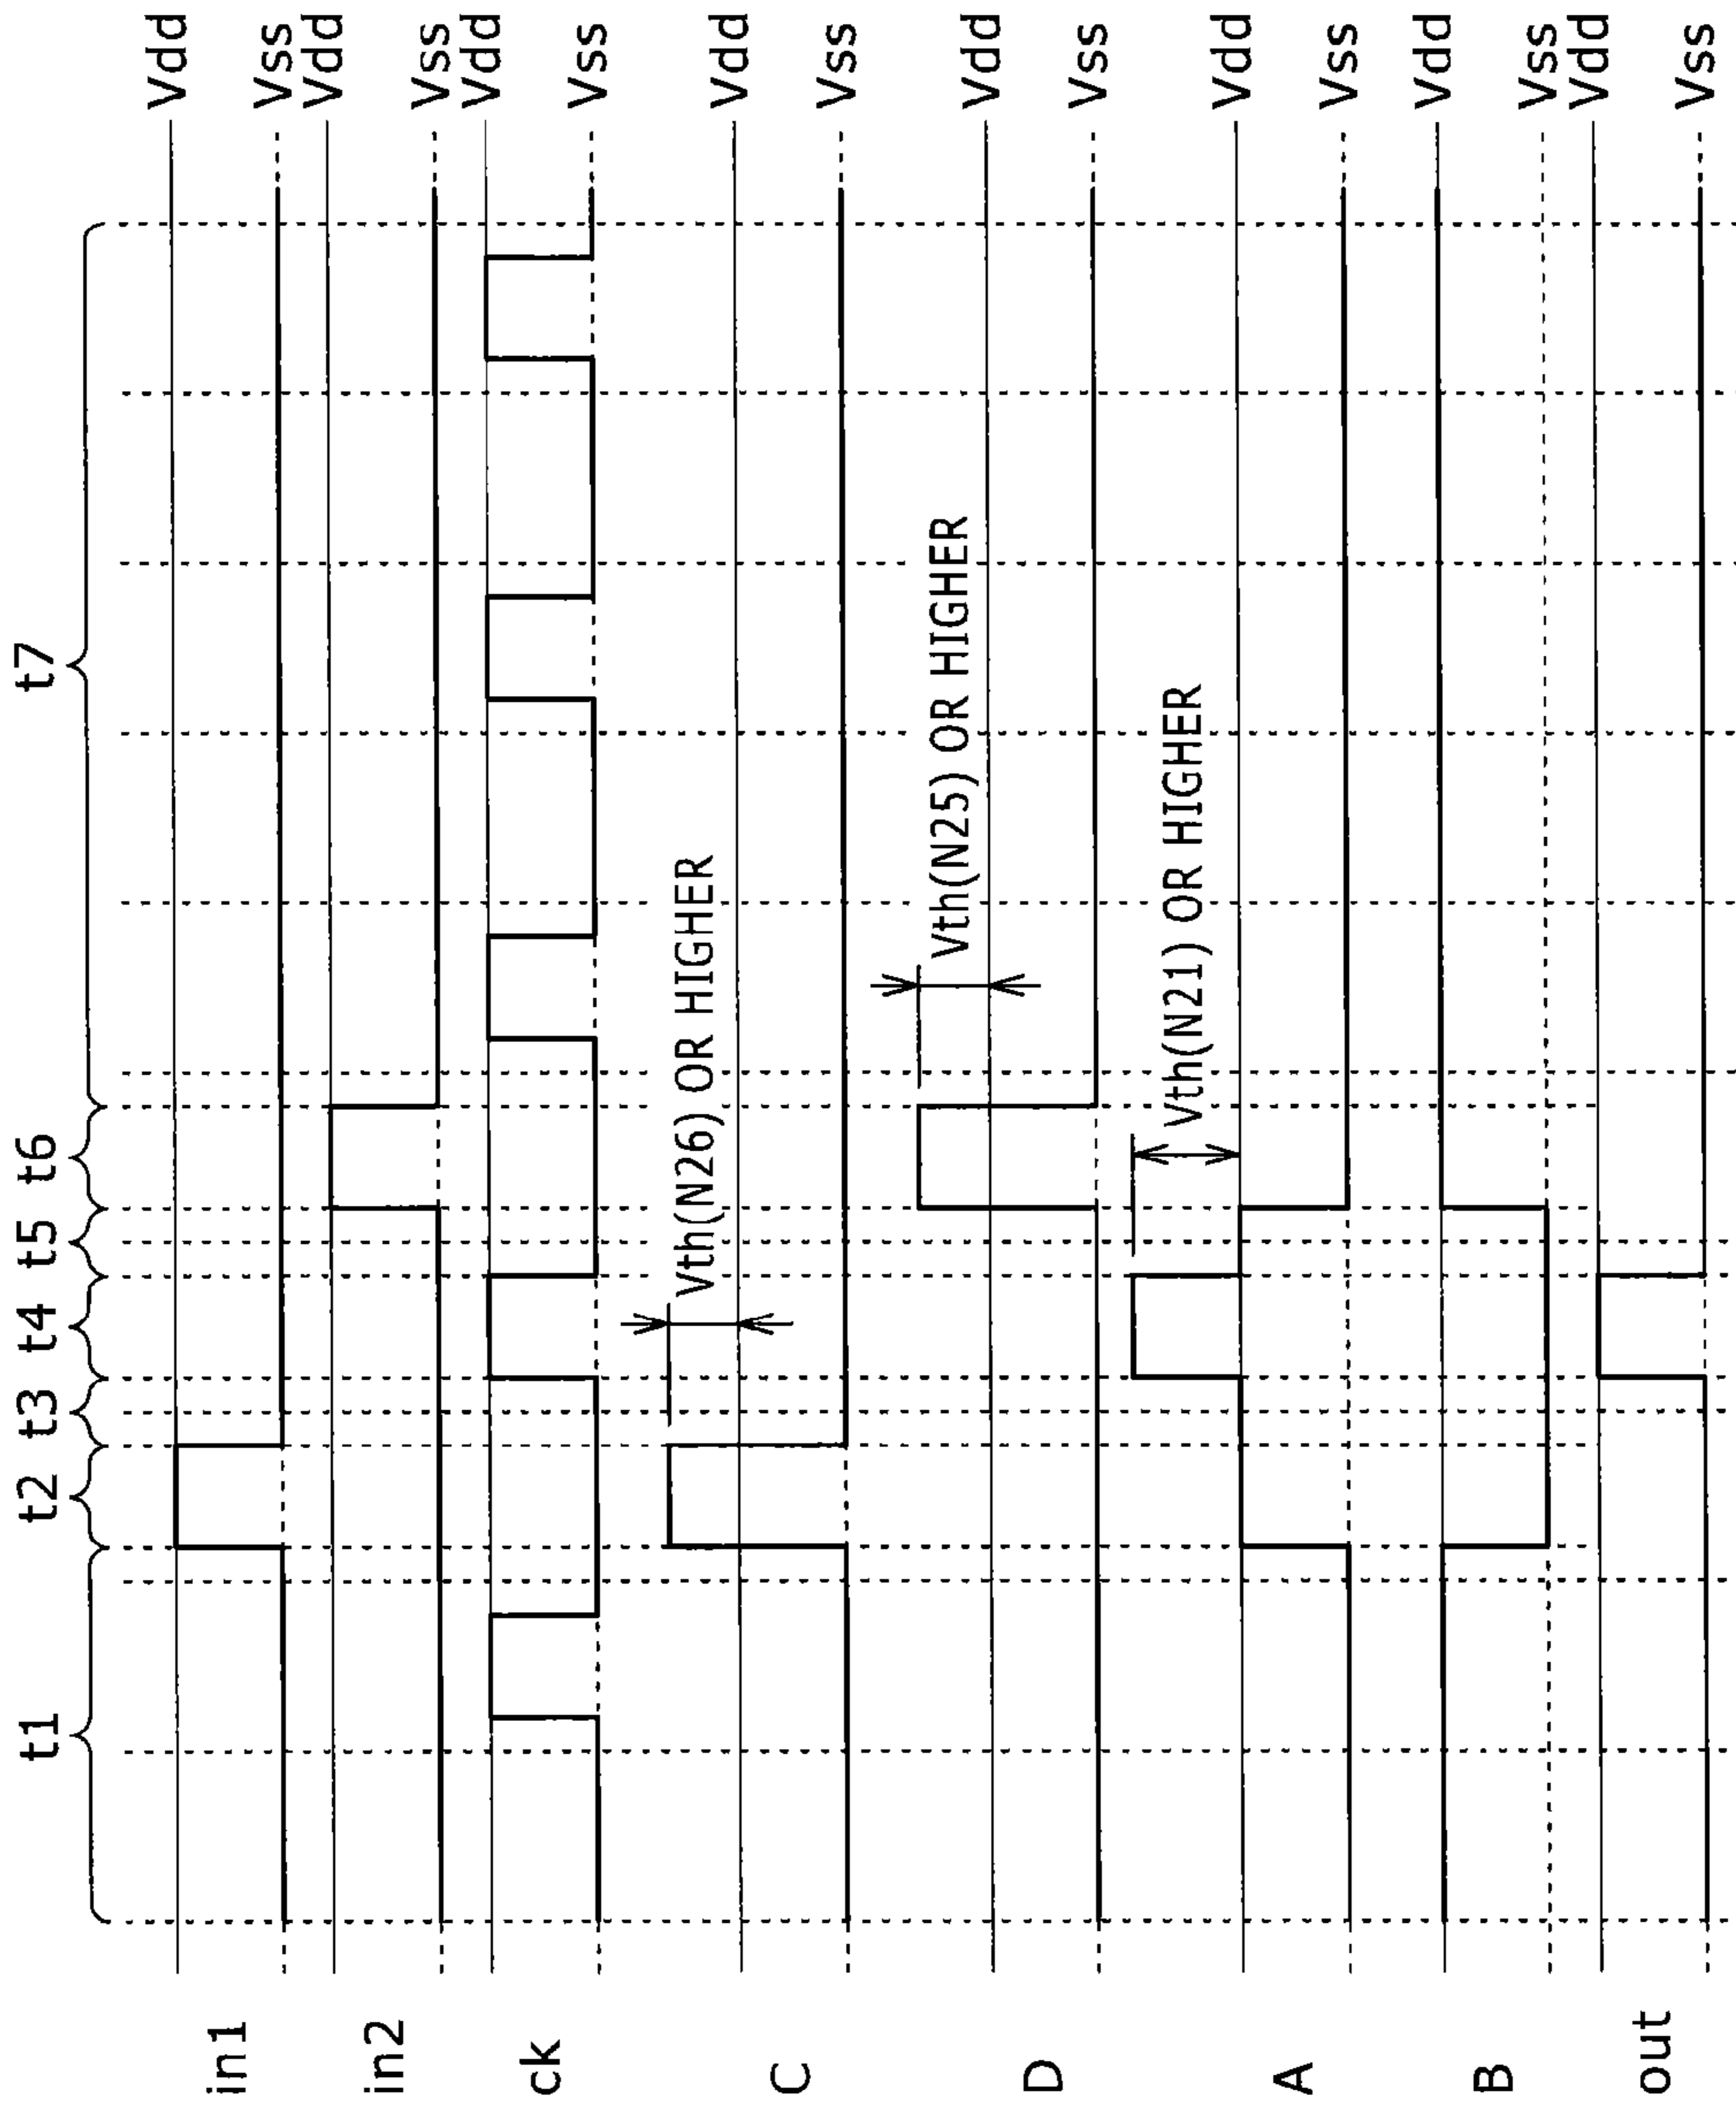 t1 t2 t3 t4 t5 t6 t7
in1 Vdd
Vss
in2 Vdd
Vss
ck Vdd
Vss
Vth(N26) OR HIGHER
C Vdd
Vss
Vth(N25) OR HIGHER
D Vdd
Vss
Vth(N21) OR HIGHER
A Vdd
Vss
B Vdd
Vss
out Vdd
Vss